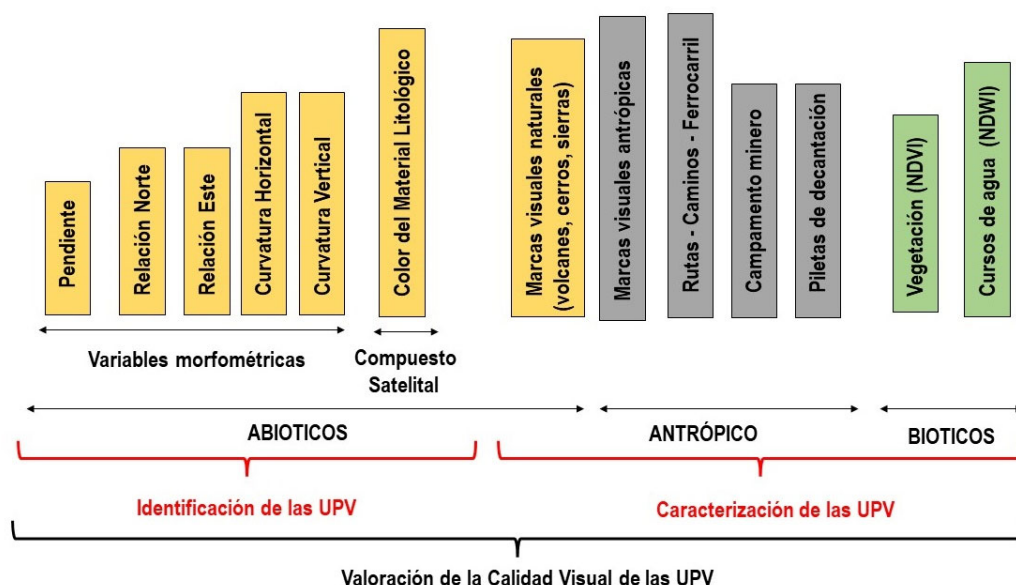 Pendiente
Relación Norte
Relación Este
Curvatura Horizontal
Curvatura Vertical
Color del Material Litológico
Marcas visuales naturales
(volcanes, cerros, sierras)
Marcas visuales antrópicas
Rutas - Caminos - Ferrocarril
Campamento minero
Piletas de decantación
Vegetación (NDVI)
Cursos de agua (NDWI)
Variables morfométricas
Compuesto
Satelital
ABIOTICOS
ANTRÓPICO
BIOTICOS
Identificación de las UPV
Caracterización de las UPV
Valoración de la Calidad Visual de las UPV